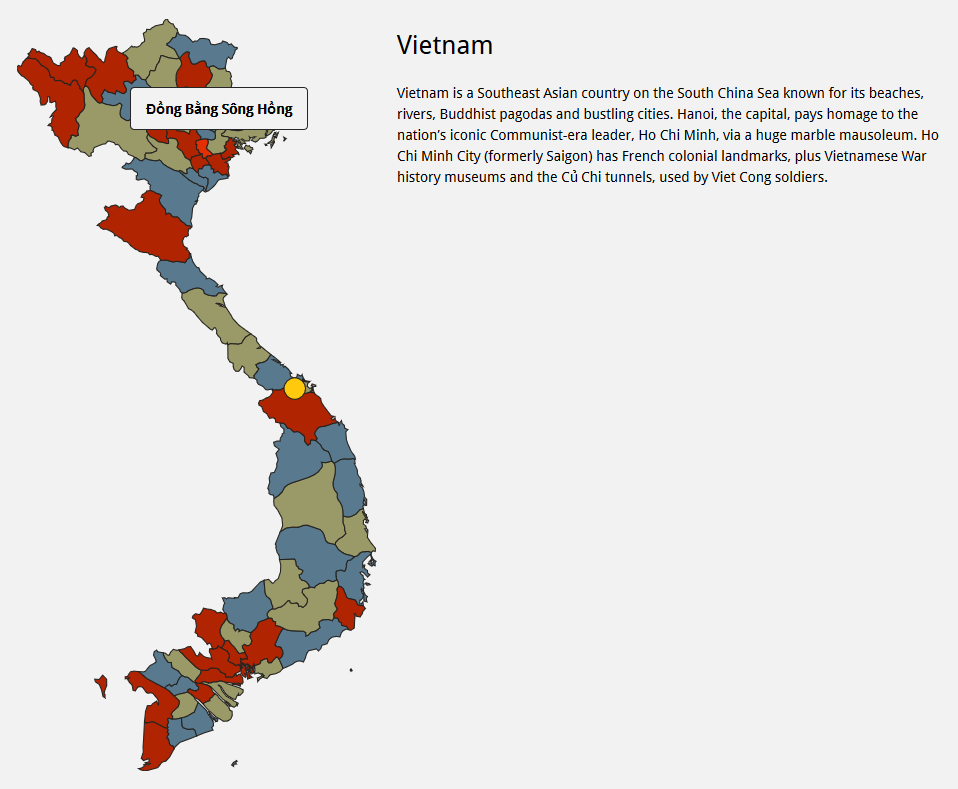 Vietnam
Vietnam is a Southeast Asian country on the South China Sea known for its beaches,
Đồng Bằng Sông Hồng
rivers, Buddhist pagodas and bustling cities. Hanoi, the capital, pays homage to the
nation's iconic Communist-era leader, Ho Chi Minh, via a huge marble mausoleum. Ho
Chi Minh City (formerly Saigon) has French colonial landmarks, plus Vietnamese War
history museums and the Củ Chi tunnels, used by Viet Cong soldiers.